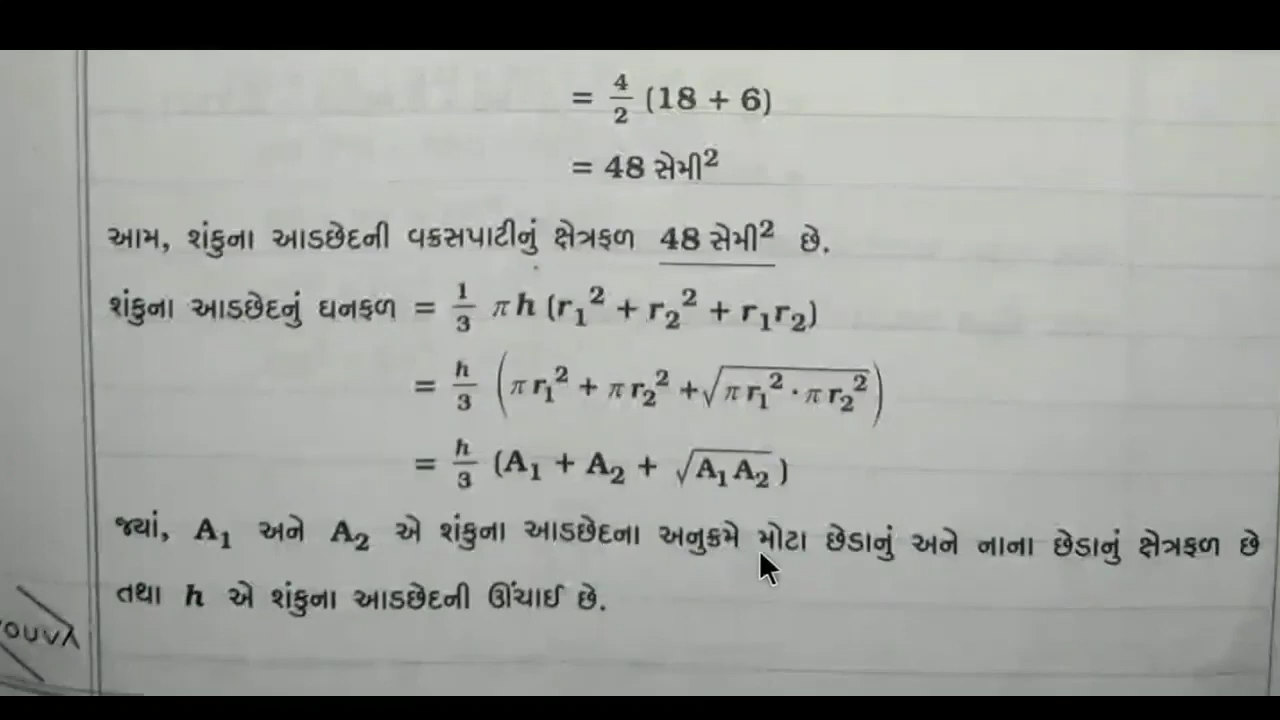 = 4/2 (18 + 6)
= 48 સેમી²
આમ, શંકુના આડછેદની વક્રસપાટીનું ક્ષેત્રફળ 48 સેમી² છે.
શંકુના આડછેદનું ઘનફળ = 1/3 πh (r₁² + r₂² + r₁r₂)
= h/3 (πr₁² + πr₂² + √(πr₁² · πr₂²))
= h/3 (A₁ + A₂ + √(A₁A₂))
જ્યાં, A₁ અને A₂ એ શંકુના આડછેદના અનુક્રમે મોટા છેડાનું અને નાના છેડાનું ક્ષેત્રફળ છે
તથા h એ શંકુના આડછેદની ઊંચાઈ છે.